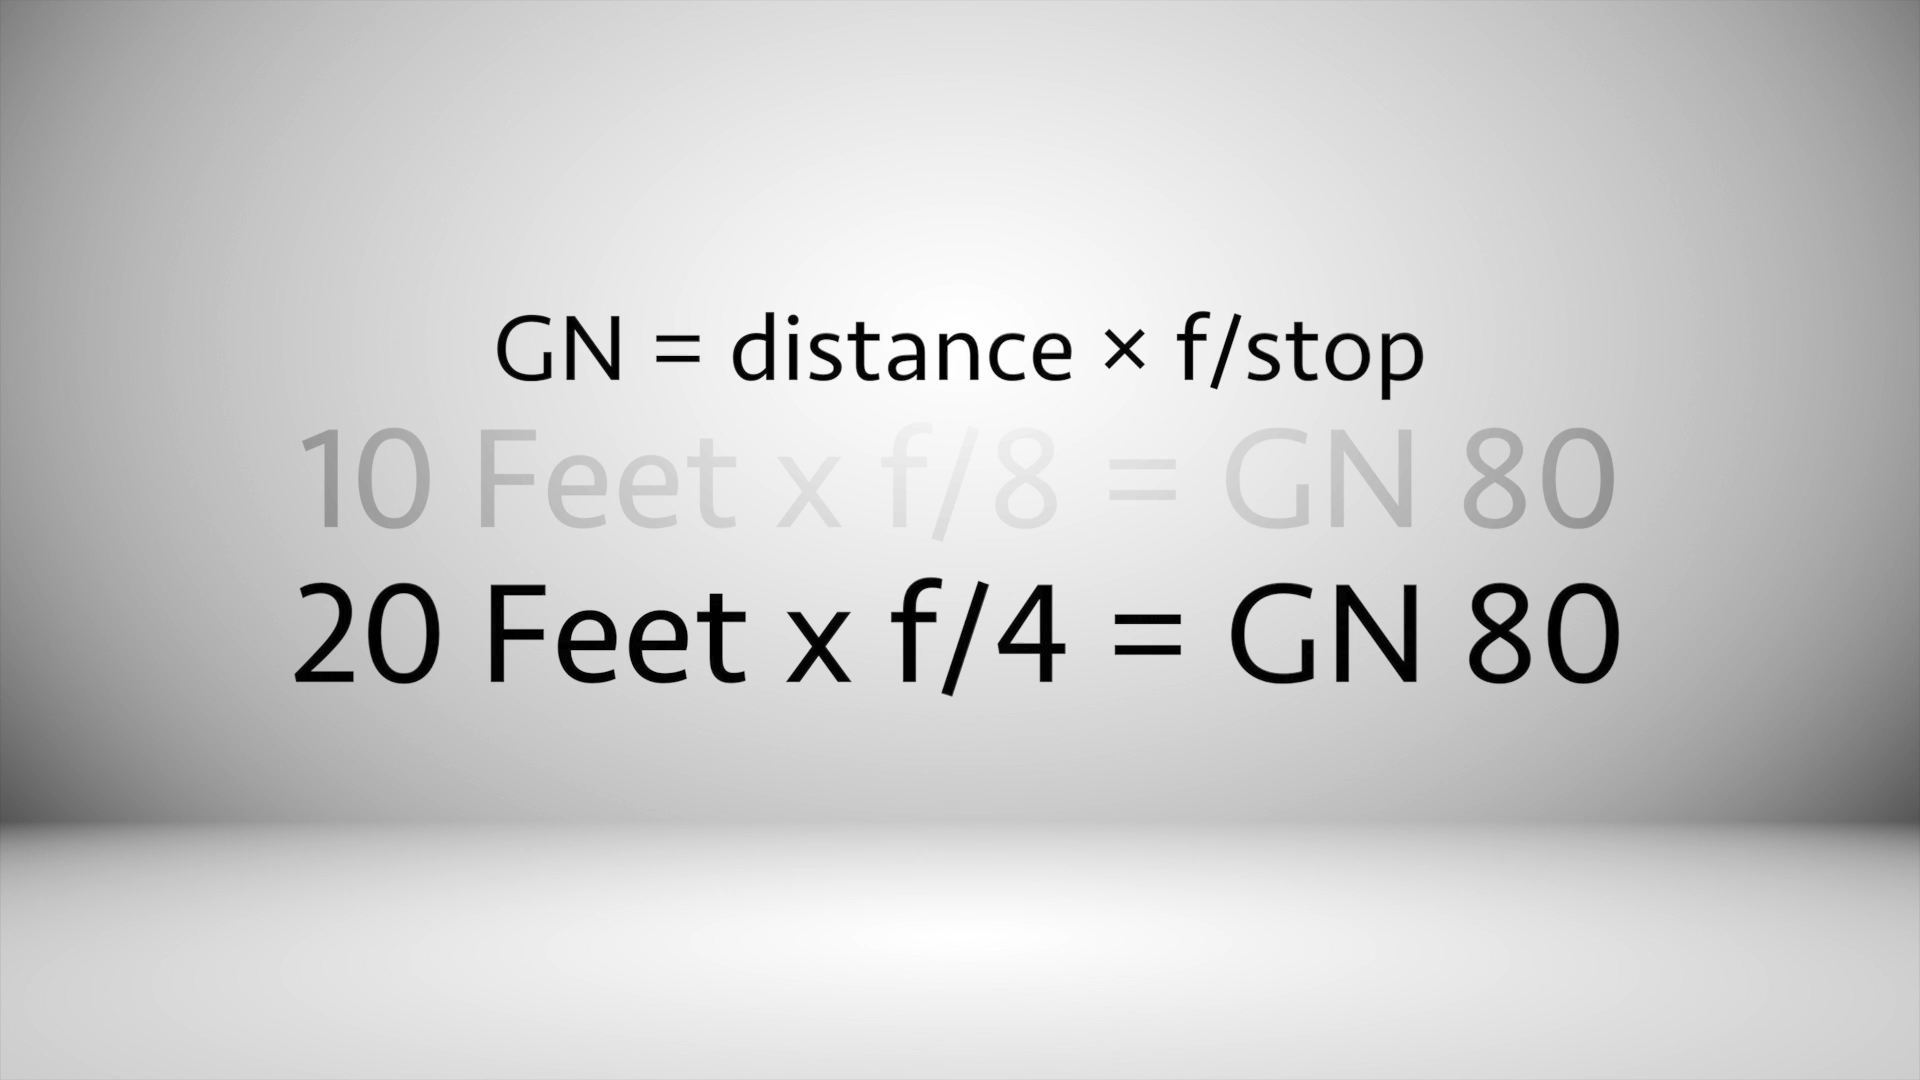 GN = distance × f/stop
10 Feet x f/8 = GN 80
20 Feet x f/4 = GN 80